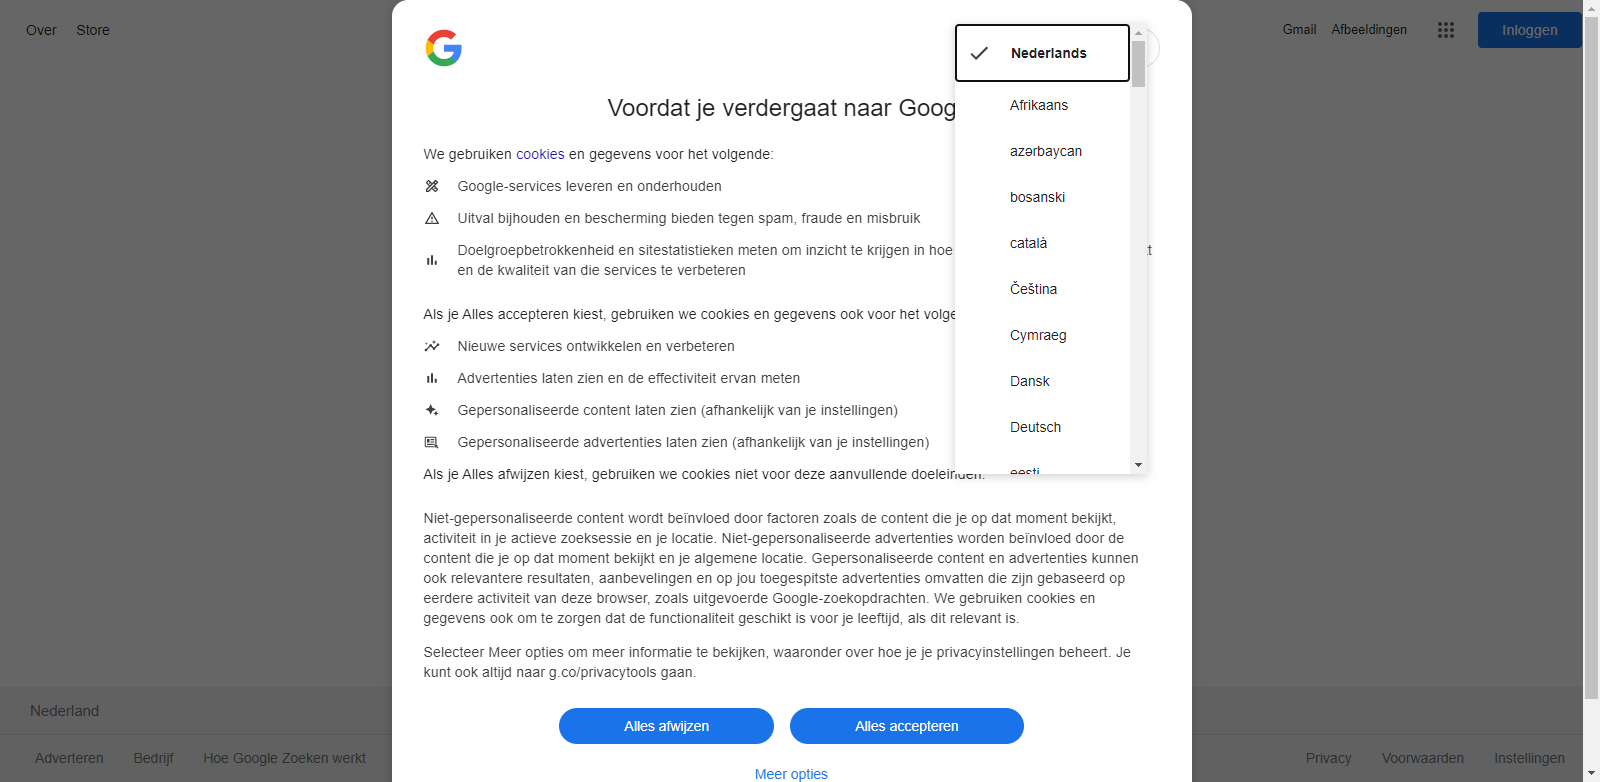 Over Store
Gmail Afbeeldingen Inloggen
Nederlands
Afrikaans
azərbaycan
bosanski
català
Čeština
Cymraeg
Dansk
Deutsch
eesti
Voordat je verdergaat naar Goog
We gebruiken cookies en gegevens voor het volgende:
Google-services leveren en onderhouden
Uitval bijhouden en bescherming bieden tegen spam, fraude en misbruik
Doelgroepbetrokkenheid en sitestatistieken meten om inzicht te krijgen in hoe
en de kwaliteit van die services te verbeteren
Als je Alles accepteren kiest, gebruiken we cookies en gegevens ook voor het volge
Nieuwe services ontwikkelen en verbeteren
Advertenties laten zien en de effectiviteit ervan meten
Gepersonaliseerde content laten zien (afhankelijk van je instellingen)
Gepersonaliseerde advertenties laten zien (afhankelijk van je instellingen)
Als je Alles afwijzen kiest, gebruiken we cookies niet voor deze aanvullende doeleinden.
Niet-gepersonaliseerde content wordt beïnvloed door factoren zoals de content die je op dat moment bekijkt,
activiteit in je actieve zoeksessie en je locatie. Niet-gepersonaliseerde advertenties worden beïnvloed door de
content die je op dat moment bekijkt en je algemene locatie. Gepersonaliseerde content en advertenties kunnen
ook relevantere resultaten, aanbevelingen en op jou toegespitste advertenties omvatten die zijn gebaseerd op
eerdere activiteit van deze browser, zoals uitgevoerde Google-zoekopdrachten. We gebruiken cookies en
gegevens ook om te zorgen dat de functionaliteit geschikt is voor je leeftijd, als dit relevant is.
Selecteer Meer opties om meer informatie te bekijken, waaronder over hoe je je privacyinstellingen beheert. Je
kunt ook altijd naar g.co/privacytools gaan.
Alles afwijzen Alles accepteren
Meer opties
Nederland
Adverteren Bedrijf Hoe Google Zoeken werkt
Privacy Voorwaarden Instellingen